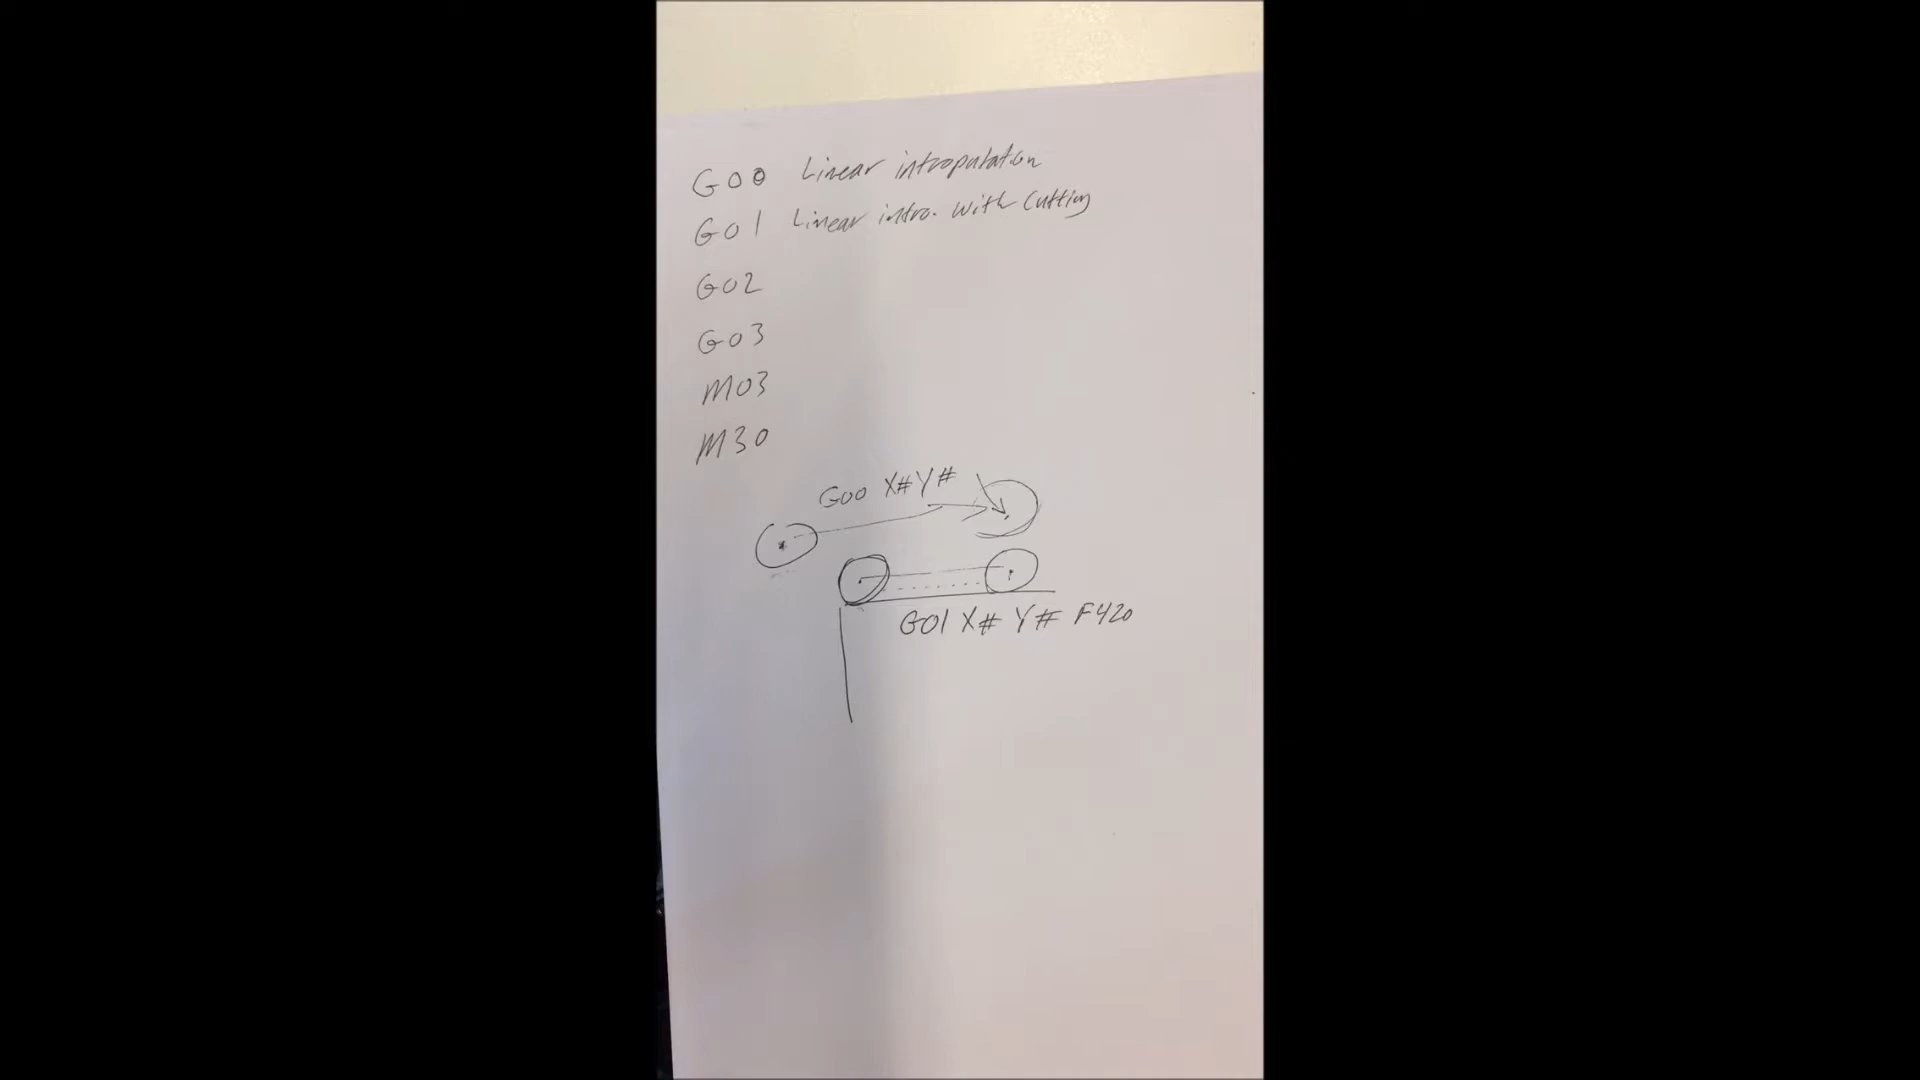 G00 Linear intropulation
G01 Linear intro. with Cutting
G02
G03
M03
M30
G00 X# Y#
G01 X# Y# F420